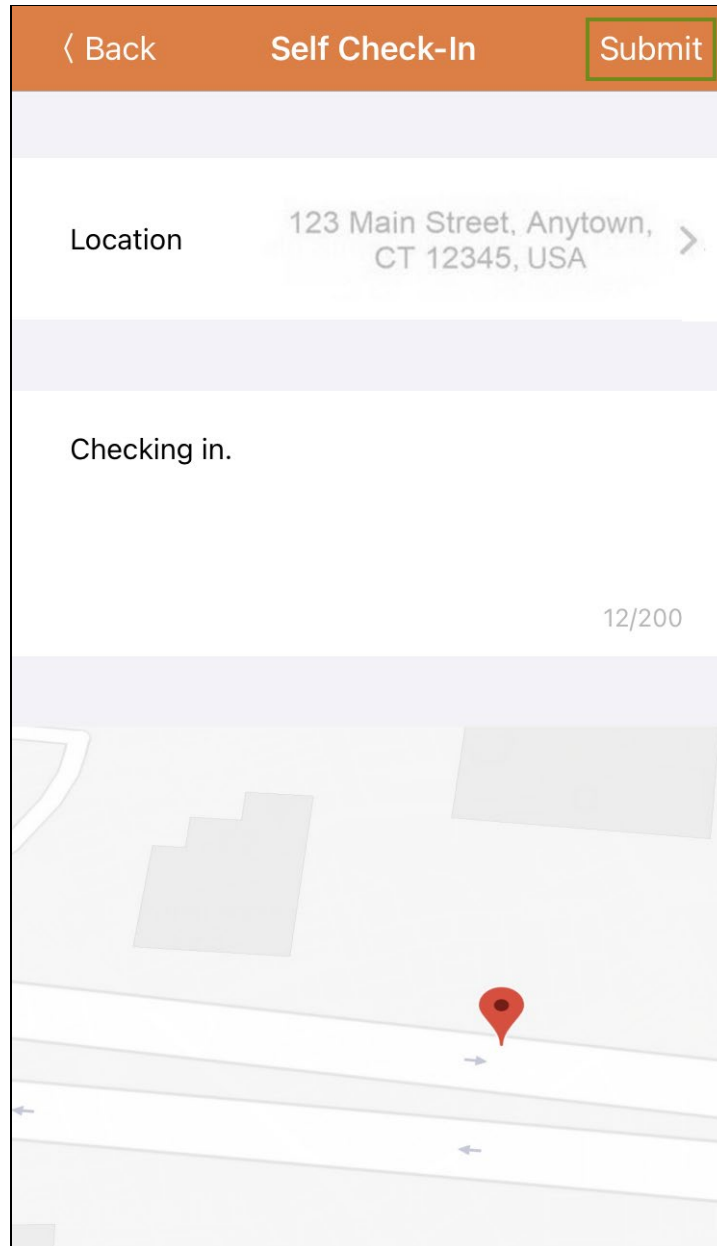 Back Self Check-In Submit
Location
123 Main Street, Anytown,
CT 12345, USA
Checking in.
12/200